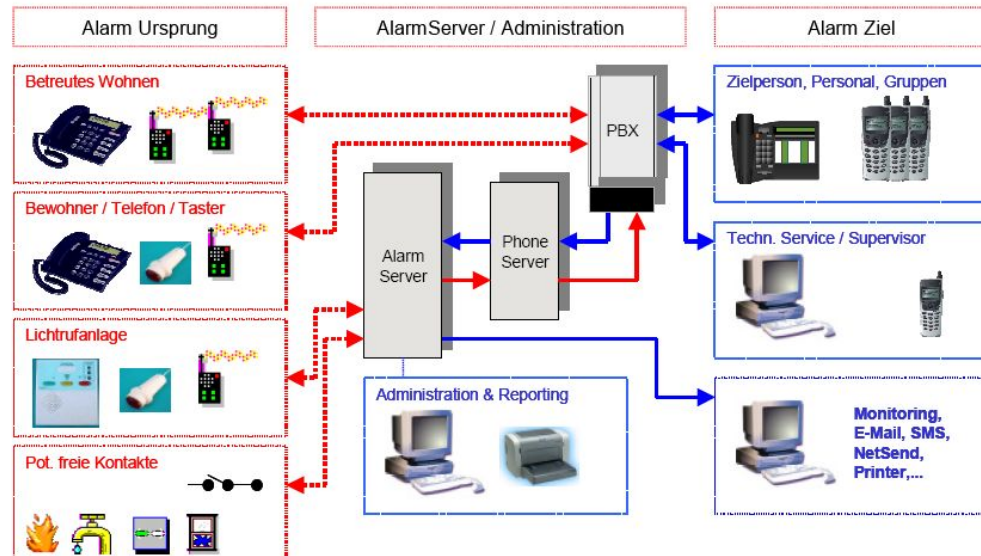 Alarm Ursprung
AlarmServer / Administration
Alarm Ziel
Betreutes Wohnen
Bewohner / Telefon / Taster
Lichtrufanlage
Pot. freie Kontakte
PBX
Alarm
Server
Phone
Server
Administration & Reporting
Zielperson, Personal, Gruppen
Techn. Service / Supervisor
Monitoring,
E-Mail, SMS,
NetSend,
Printer,...